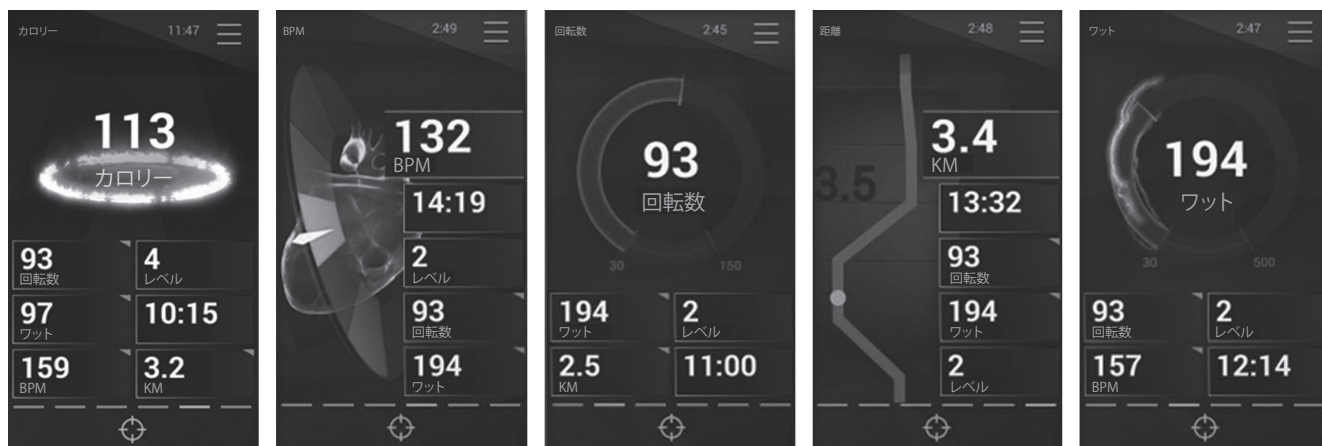 カロリー 11:47
113
カロリー
93 4
回転数 レベル
97 10:15
ワット
159 3.2
BPM KM
BPM 2:49
132
BPM
14:19
2
レベル
93
回転数
194
ワット
回転数 2:45
93
回転数
30 150
194 2
ワット レベル
2.5 11:00
KM
距離 2:48
3.4
KM
3.5
13:32
93
回転数
194
ワット
2
レベル
ワット 2:47
194
ワット
30 500
93 2
回転数 レベル
157 12:14
BPM